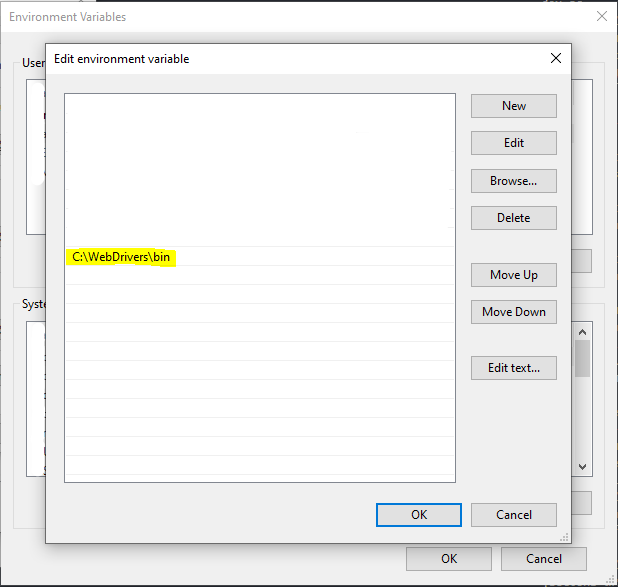 Environment Variables
User
Edit environment variable
New
Edit
Browse...
Delete
C:\WebDrivers\bin
Move Up
Move Down
Edit text...
Syste
OK
Cancel
OK
Cancel